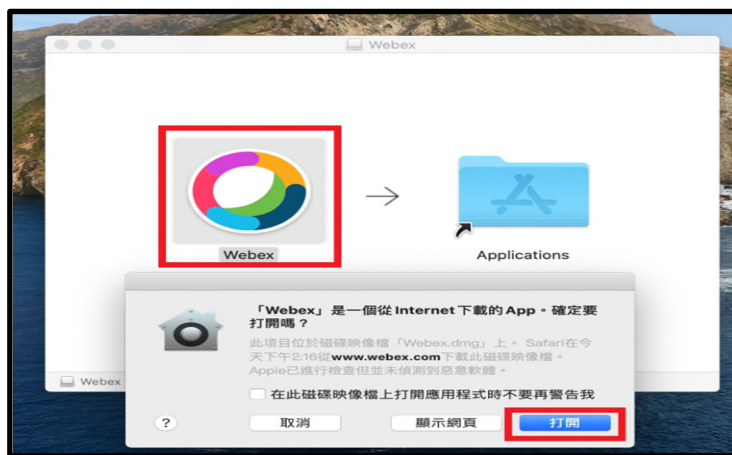 Webex
Webex
Applications
「Webex」是一個從 Internet 下載的 App。確定要
打開嗎？
此項目位於磁碟映像檔「Webex.dmg」上。 Safari在今
天下午2:16從www.webex.com下載此磁碟映像檔。
Apple已進行檢查但並未偵測到惡意軟體。
Webex
在此磁碟映像檔上打開應用程式時不要再警告我
?
取消
顯示網頁
打開